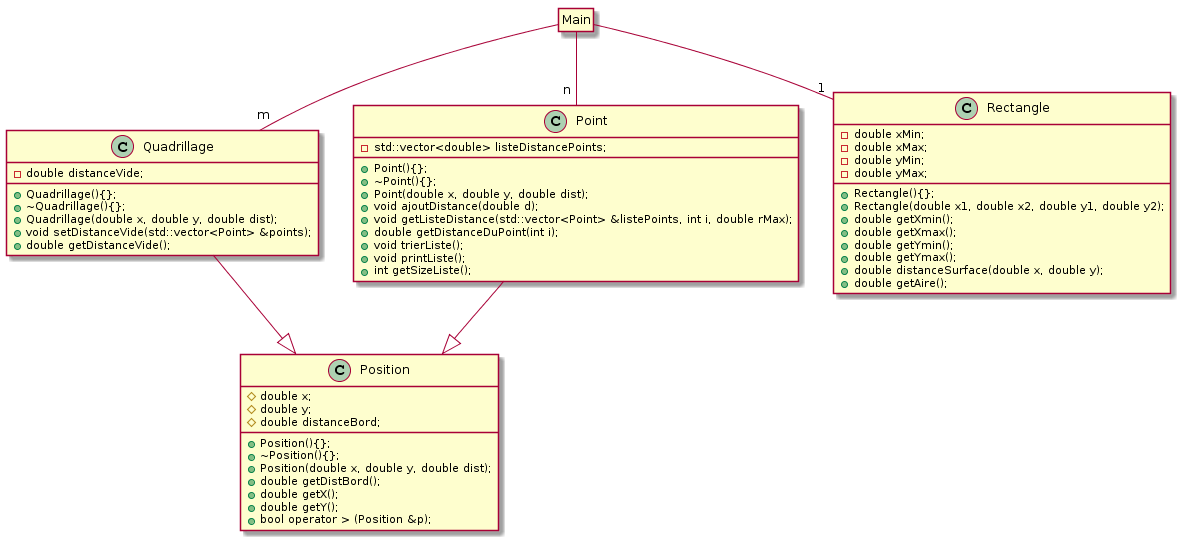 Main
m
n
1
C Quadrillage
double distanceVide;
Quadrillage(){};
~Quadrillage(){};
Quadrillage(double x, double y, double dist);
void setDistanceVide(std::vector<Point> &points);
double getDistanceVide();
C Point
std::vector<double> listeDistancePoints;
Point(){};
~Point(){};
Point(double x, double y, double dist);
void ajoutDistance(double d);
void getListeDistance(std::vector<Point> &listePoints, int i, double rMax);
double getDistanceDuPoint(int i);
void trierListe();
void printListe();
int getSizeListe();
C Rectangle
double xMin;
double xMax;
double yMin;
double yMax;
Rectangle(){};
Rectangle(double x1, double x2, double y1, double y2);
double getXmin();
double getXmax();
double getYmin();
double getYmax();
double distanceSurface(double x, double y);
double getAire();
C Position
double x;
double y;
double distanceBord;
Position(){};
~Position(){};
Position(double x, double y, double dist);
double getDistBord();
double getX();
double getY();
bool operator > (Position &p);